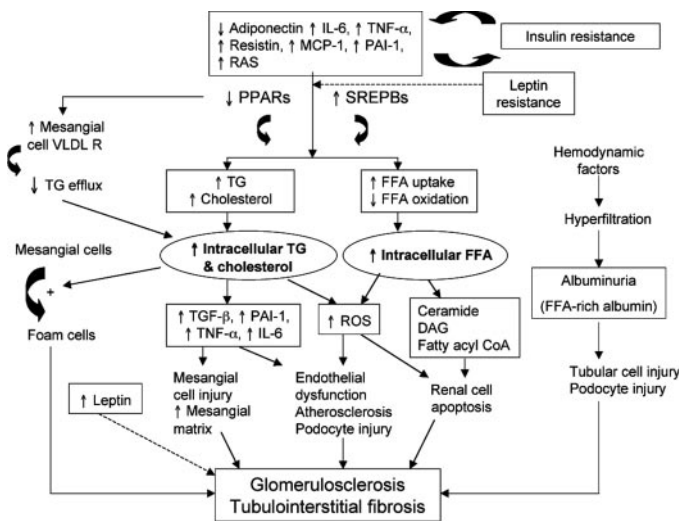 ↓ Adiponectin ↑ IL-6, ↑ TNF-α,
↑ Resistin, ↑ MCP-1, ↑ PAI-1,
↑ RAS
Insulin resistance
Leptin
resistance
↓ PPARs
↑ SREPBs
↑ Mesangial
cell VLDL R
↓ TG efflux
↑ TG
↑ Cholesterol
↑ FFA uptake
↓ FFA oxidation
Hemodynamic
factors
Hyperfiltration
Mesangial cells
+
Foam cells
↑ Intracellular TG
& cholesterol
↑ Intracellular FFA
Albuminuria
(FFA-rich albumin)
↑ TGF-β, ↑ PAI-1,
↑ TNF-α, ↑ IL-6
↑ ROS
Ceramide
DAG
Fatty acyl CoA
Tubular cell injury
Podocyte injury
↑ Leptin
Mesangial
cell injury
↑ Mesangial
matrix
Endothelial
dysfunction
Atherosclerosis
Podocyte injury
Renal cell
apoptosis
Glomerulosclerosis
Tubulointerstitial fibrosis